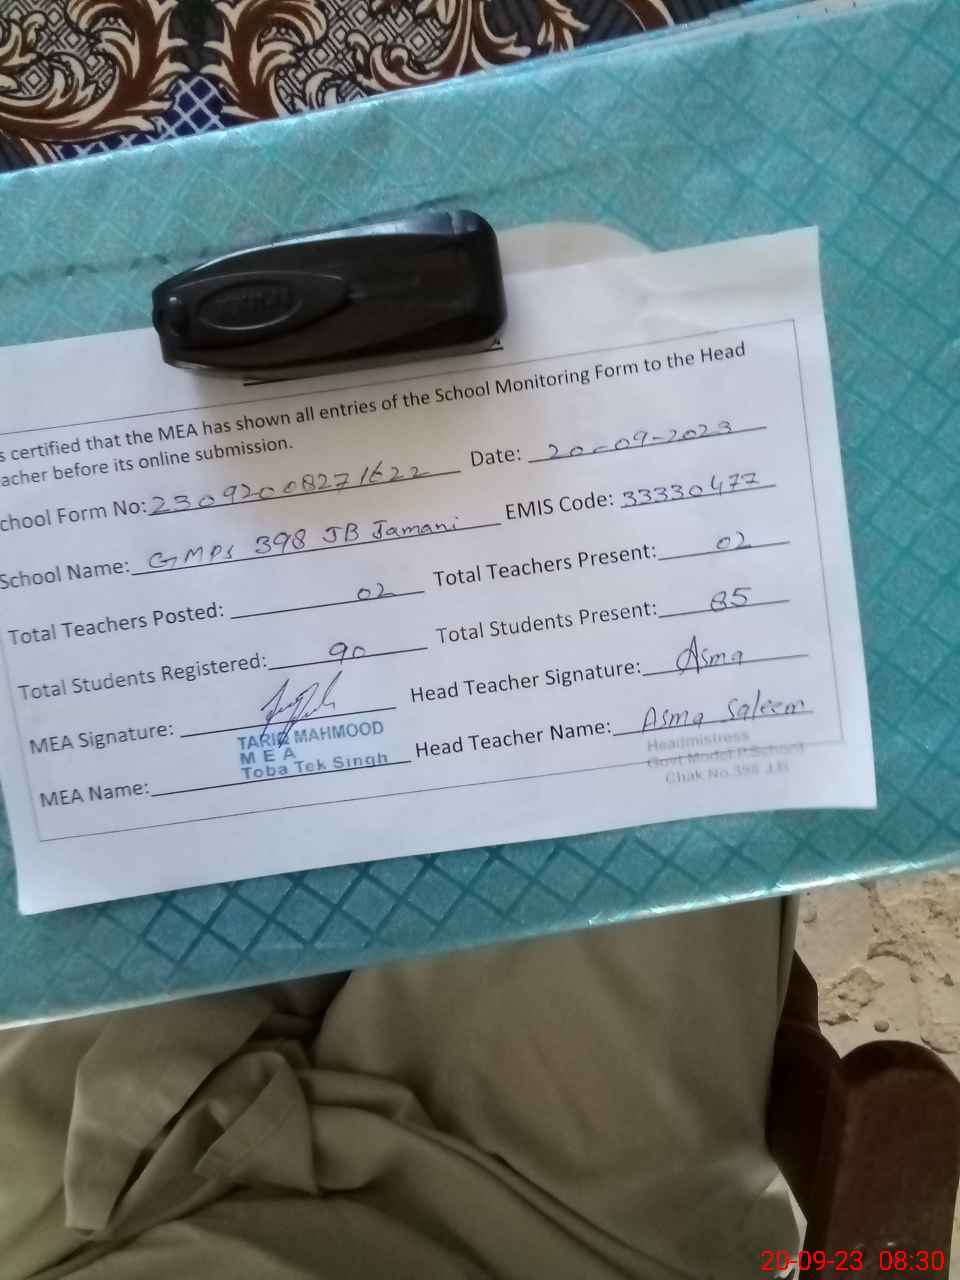 s certified that the MEA has shown all entries of the School Monitoring Form to the Head
acher before its online submission.
chool Form No: 23092008271622 Date: 20-09-2023
School Name: GMPS 398 JB Jamani EMIS Code: 33330477
Total Teachers Posted: 02 Total Teachers Present: 02
Total Students Registered: 90 Total Students Present: 85
MEA Signature: Head Teacher Signature: Asma
TARIQ MAHMOOD
M E A
Toba Tek Singh
MEA Name: Head Teacher Name: Asma Saleem
Headmistress
Govt Model P.School
Chak No.398 J.B
20-09-23 08:30